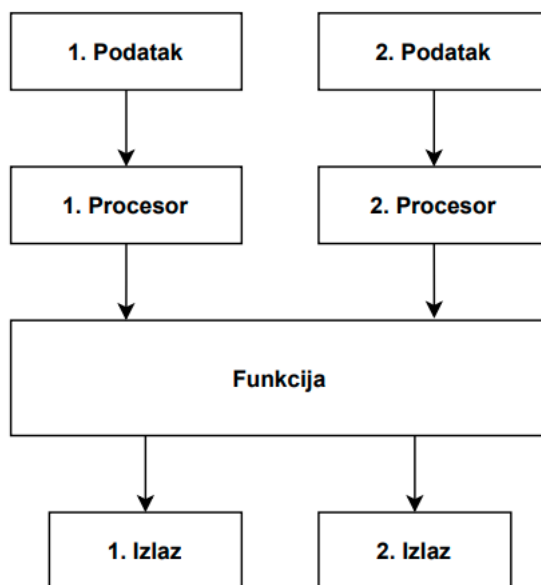 1. Podatak
2. Podatak
1. Procesor
2. Procesor
Funkcija
1. Izlaz
2. Izlaz